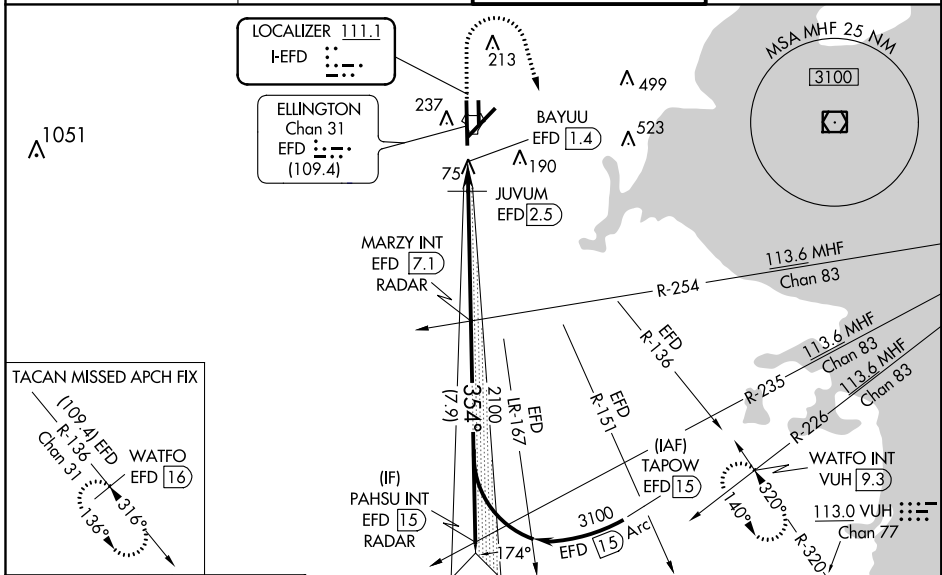 LOCALIZER 111.1
I-EFD
213
499
MSA MHF 25 NM
3100
ELLINGTON
Chan 31
EFD
(109.4)
237
BAYUU
EFD 1.4
523
1051
190
75
JUVUM
EFD 2.5
MARZY INT
EFD 7.1
RADAR
113.6 MHF
Chan 83
R-254
EFD
R-136
113.6 MHF
Chan 83
R-235
113.6 MHF
Chan 83
R-226
TACAN MISSED APCH FIX
(109.4) EFD
R-136
Chan 31
WATFO
EFD 16
136°
316°
2100
354°
(7.9)
EFD
LR-167
EFD
R-151
(IAF)
TAPOW
EFD 15
WATFO INT
VUH 9.3
(IF)
PAHSU INT
EFD 15
RADAR
3100
EFD 15 Arc
174°
140°
320°
R-320
113.0 VUH
Chan 77